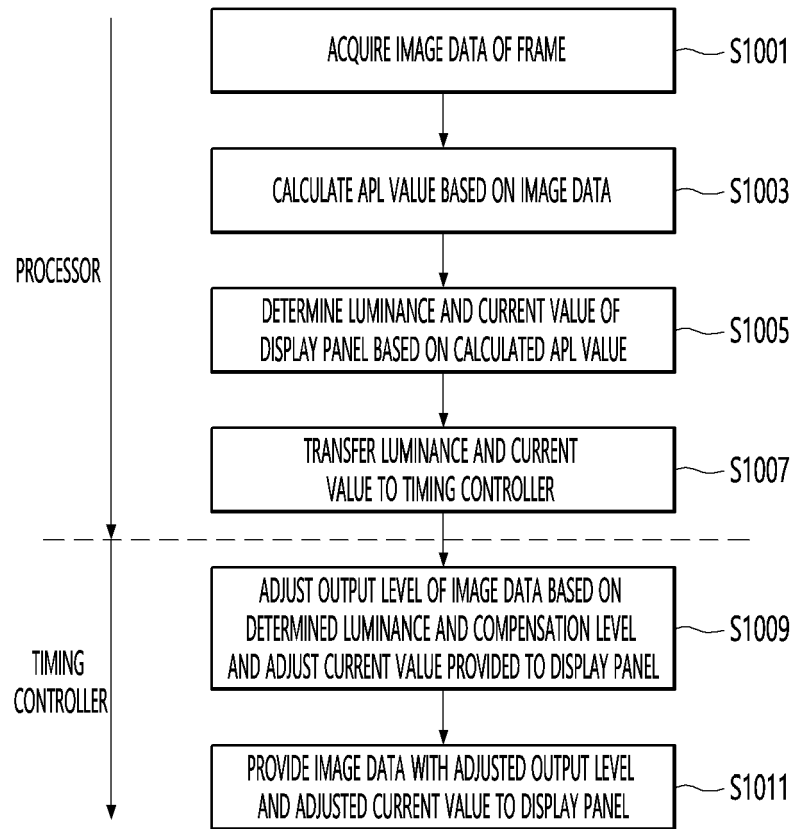 ACQUIRE IMAGE DATA OF FRAME
S1001
CALCULATE APL VALUE BASED ON IMAGE DATA
S1003
PROCESSOR
DETERMINE LUMINANCE AND CURRENT VALUE OF
DISPLAY PANEL BASED ON CALCULATED APL VALUE
S1005
TRANSFER LUMINANCE AND CURRENT
VALUE TO TIMING CONTROLLER
S1007
TIMING
CONTROLLER
ADJUST OUTPUT LEVEL OF IMAGE DATA BASED ON
DETERMINED LUMINANCE AND COMPENSATION LEVEL
AND ADJUST CURRENT VALUE PROVIDED TO DISPLAY PANEL
S1009
PROVIDE IMAGE DATA WITH ADJUSTED OUTPUT LEVEL
AND ADJUSTED CURRENT VALUE TO DISPLAY PANEL
S1011